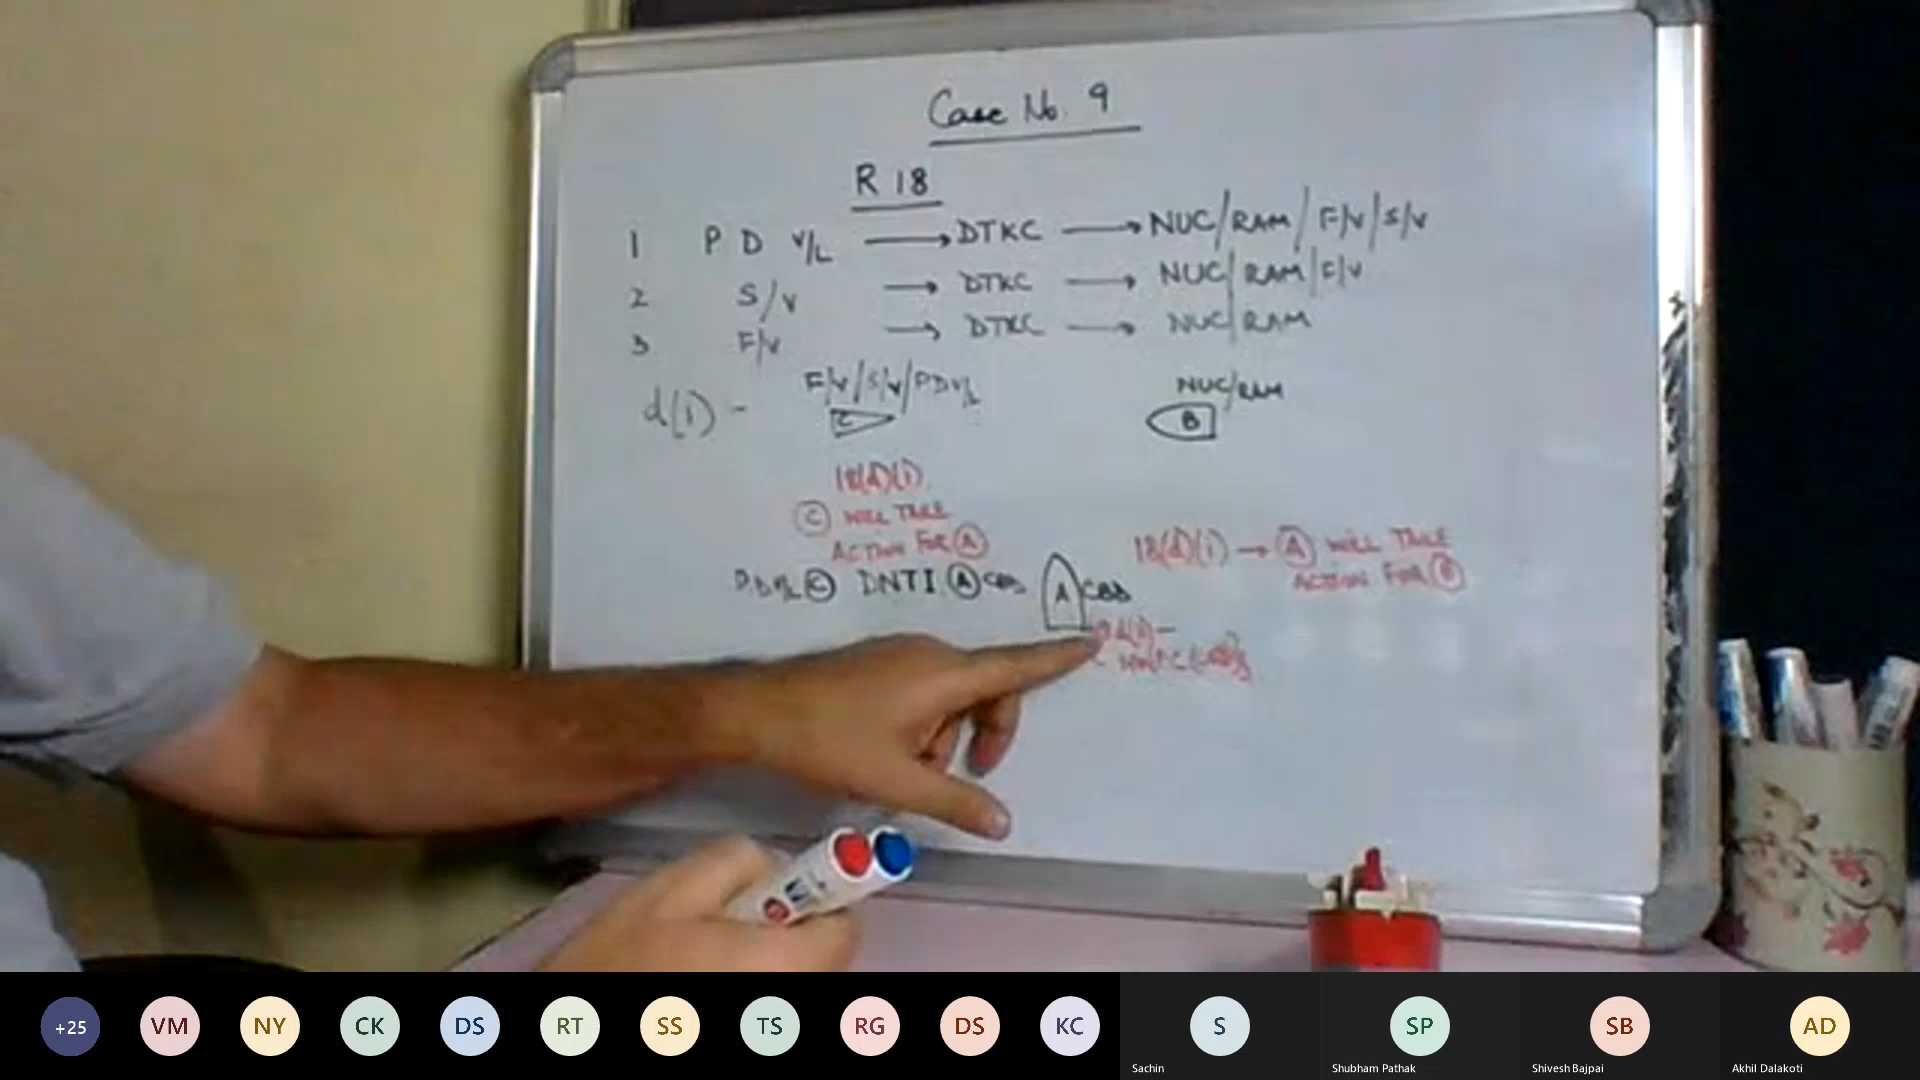 Case No. 9
R 18
1 P D V/L → DTKC → NUC/RAM/F/V/S/V
2 S/V → DTKC → NUC/RAM/F/V
3 F/V → DTKC → NUC/RAM
d(i) - F/V/S/V/PDV/L NUC/RAM
C B
18(d)(i)
C WILL TAKE
ACTION FOR A
18(d)(i) → A WILL TAKE
ACTION FOR B
PDV/L C DNTI A CBD A CBD
d(i) -
+25 VM NY CK DS RT SS TS RG DS KC S SP SB AD
Sachin Shubham Pathak Shivesh Bajpai Akhil Dalakoti